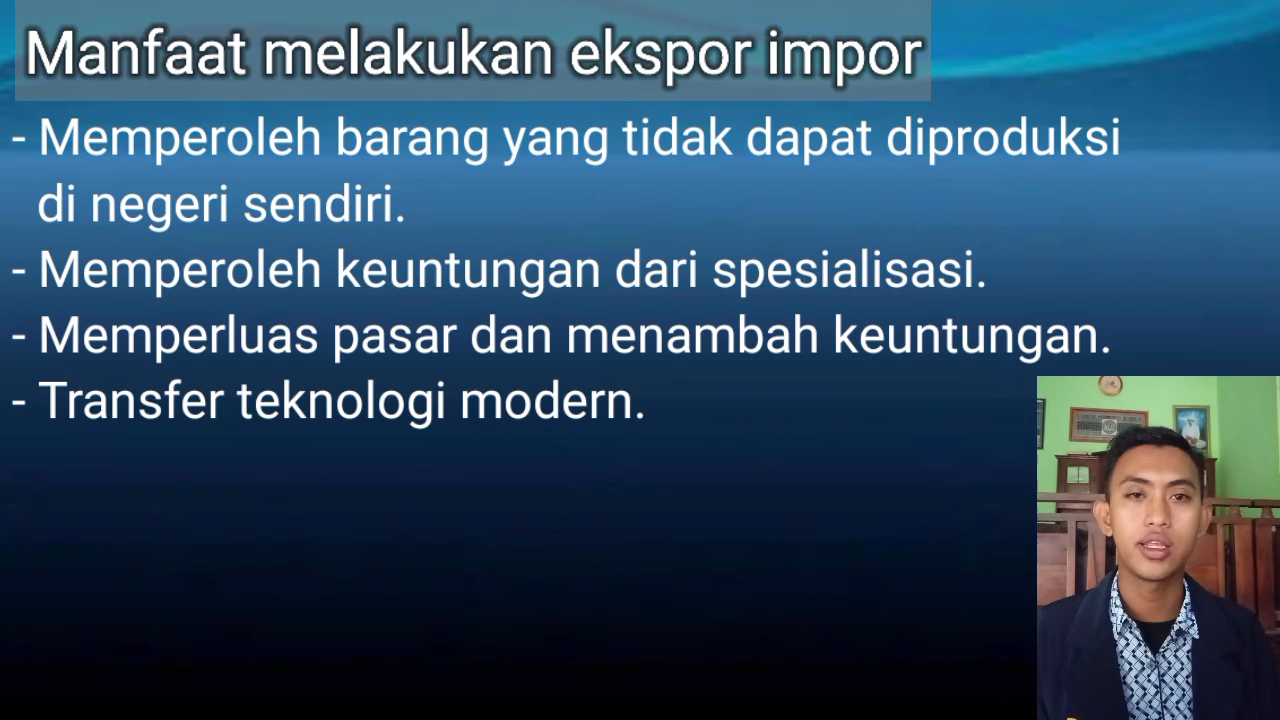 Manfaat melakukan ekspor impor
- Memperoleh barang yang tidak dapat diproduksi
di negeri sendiri.
- Memperoleh keuntungan dari spesialisasi.
- Memperluas pasar dan menambah keuntungan.
- Transfer teknologi modern.